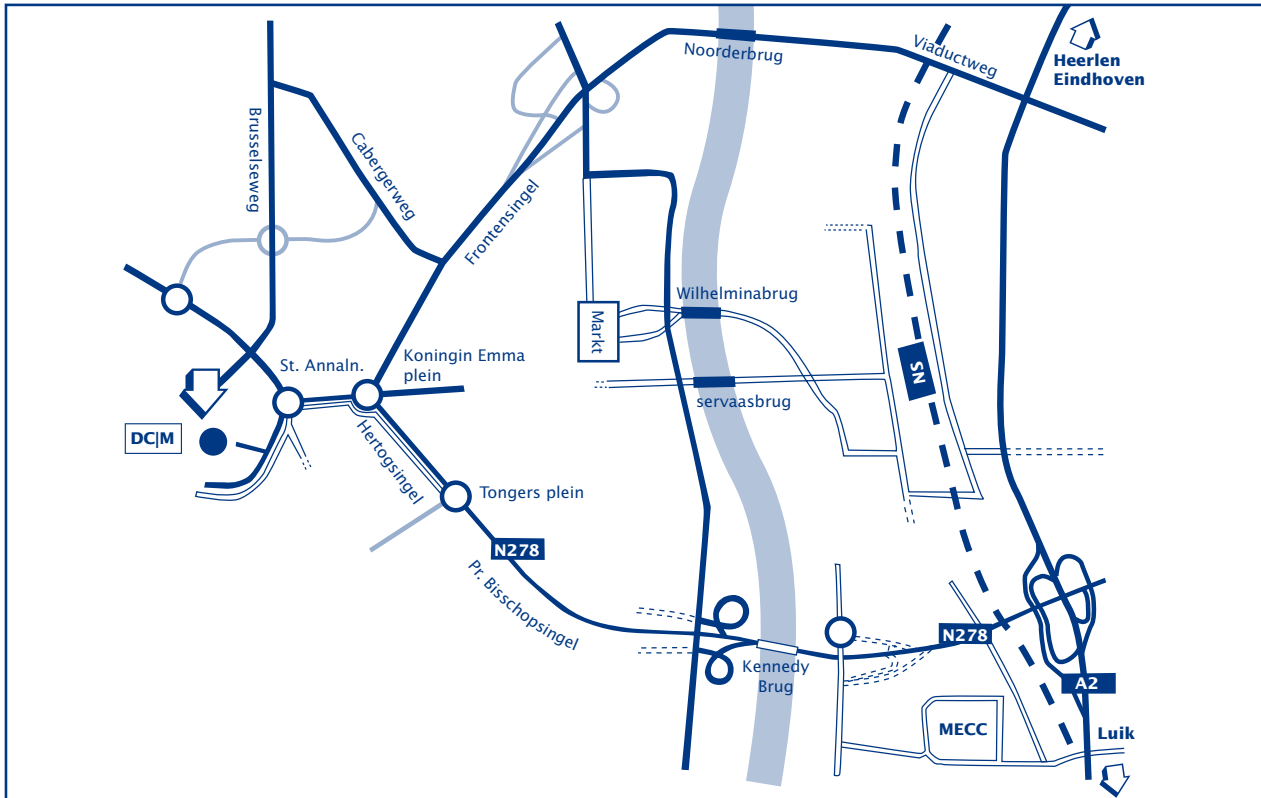 Noorderbrug
Viaductweg
Heerlen
Eindhoven
Brusselseweg
Cabergerweg
Frontensingel
Wilhelminabrug
Markt
St. Annaln.
Koningin Emma
plein
NS
servaasbrug
DC|M
Hertogsingel
Tongers plein
N278
Pr. Bisschopsingel
N278
Kennedy
Brug
A2
MECC
Luik